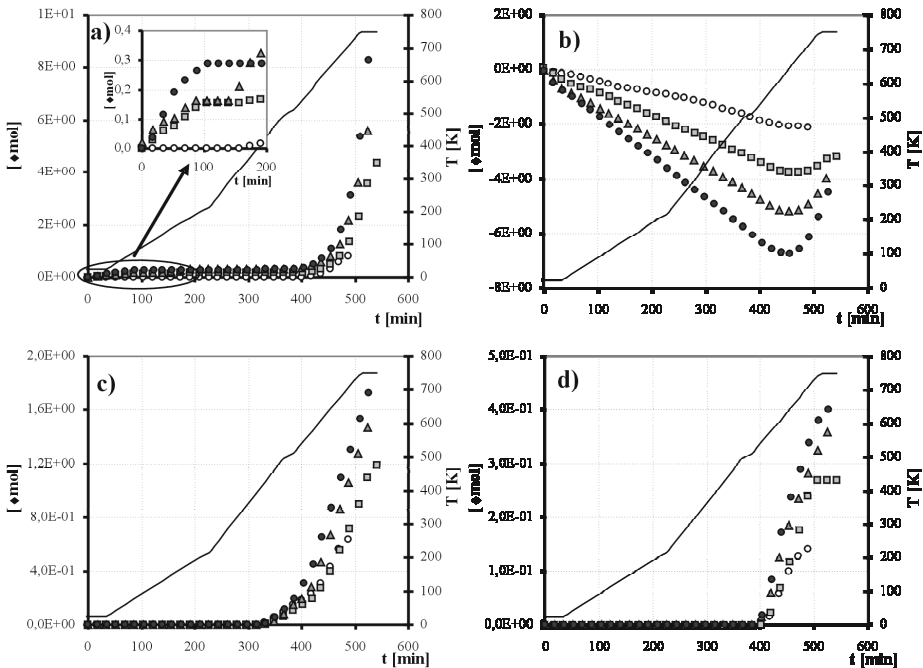 a)
1E+01
8E+00
6E+00
4E+00
2E+00
0E+00
[♦mol]
0,4
0,3
0,2
0,1
0,0
[♦mol]
0 100 200
t [min]
800
700
600
500
400
300
200
100
0
T [K]
0 100 200 300 400 500 600
t [min]
b)
2E+00
0E+00
-2E+00
-4E+00
-6E+00
-8E+00
[♦mol]
800
700
600
500
400
300
200
100
0
T [K]
0 100 200 300 400 500 600
t [min]
c)
2,0E+00
1,6E+00
1,2E+00
8,0E-01
4,0E-01
0,0E+00
[♦mol]
800
700
600
500
400
300
200
100
0
T [K]
0 100 200 300 400 500 600
t [min]
d)
5,0E-01
4,0E-01
3,0E-01
2,0E-01
1,0E-01
0,0E+00
[♦mol]
800
700
600
500
400
300
200
100
0
T [K]
0 100 200 300 400 500 600
t [min]